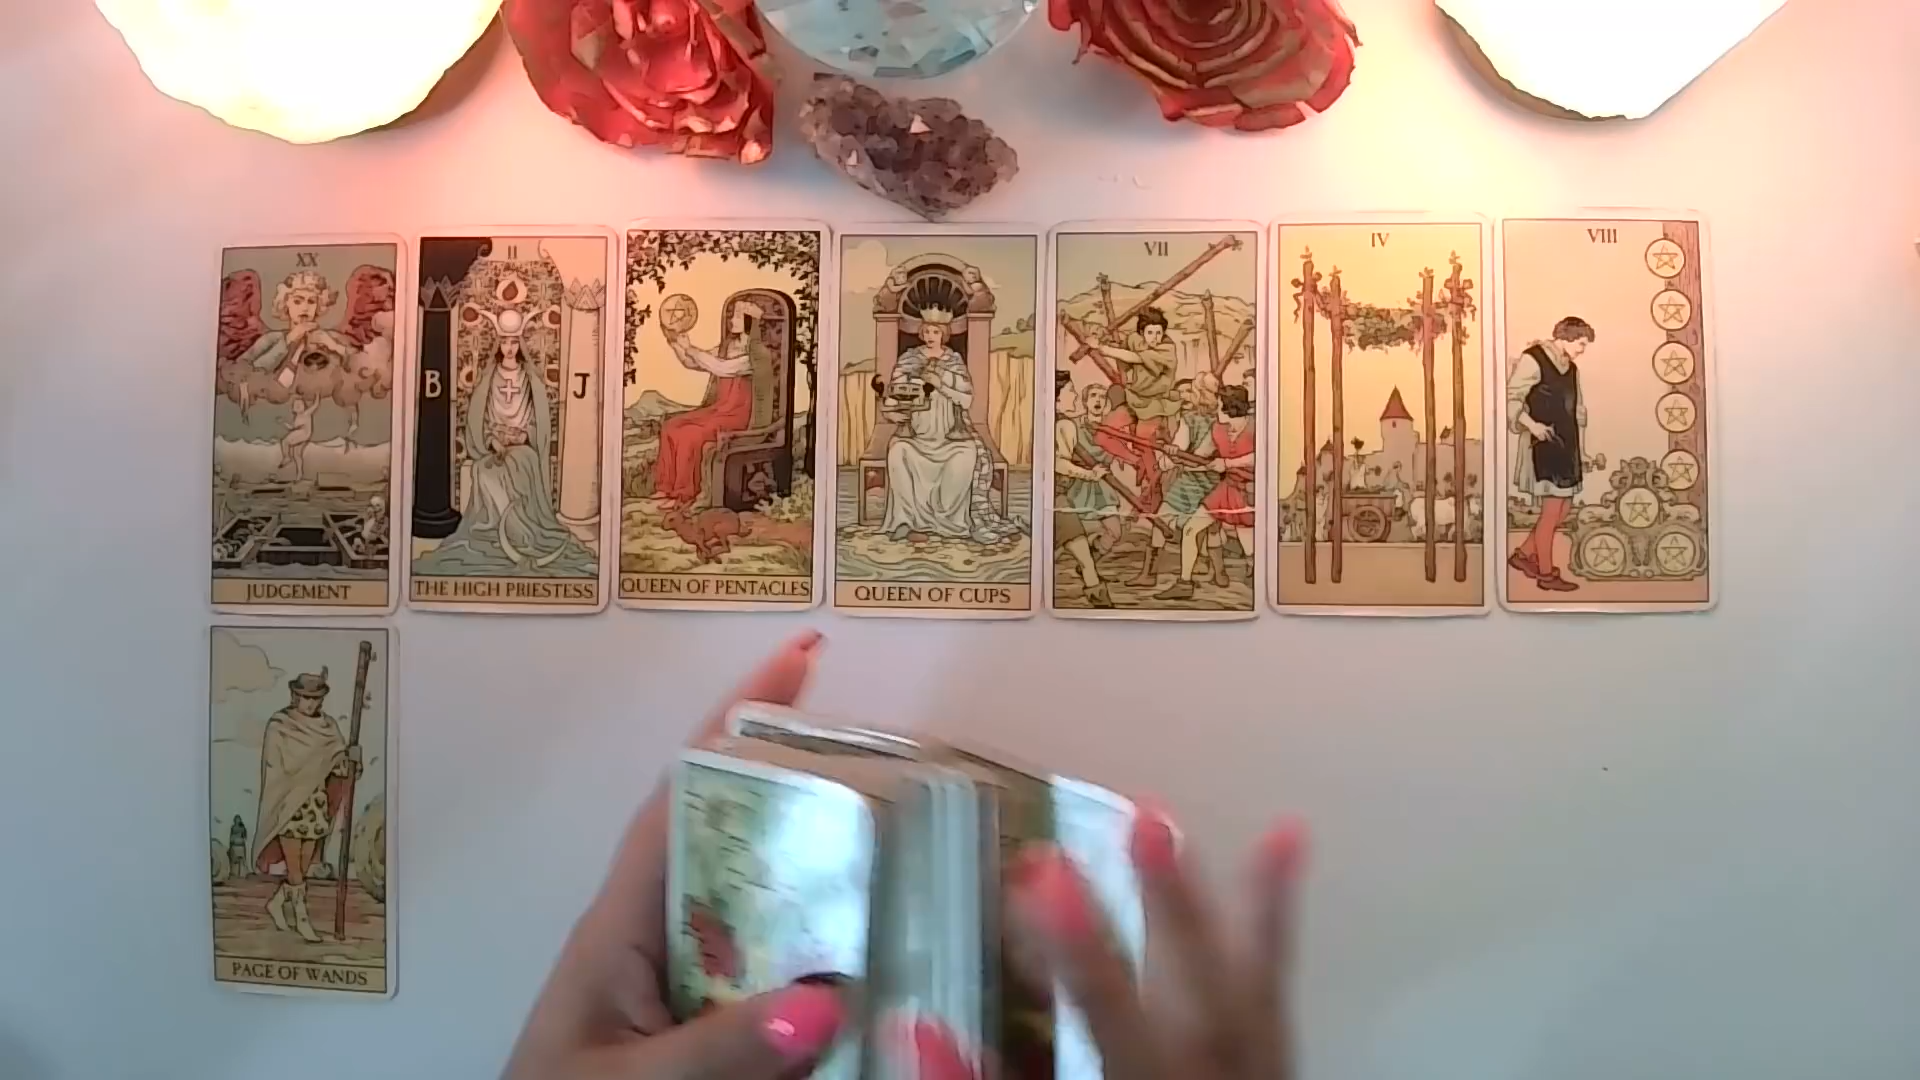 XX
JUDGEMENT
II
B
J
THE HIGH PRIESTESS
QUEEN OF PENTACLES
QUEEN OF CUPS
VII
IV
VIII
PAGE OF WANDS